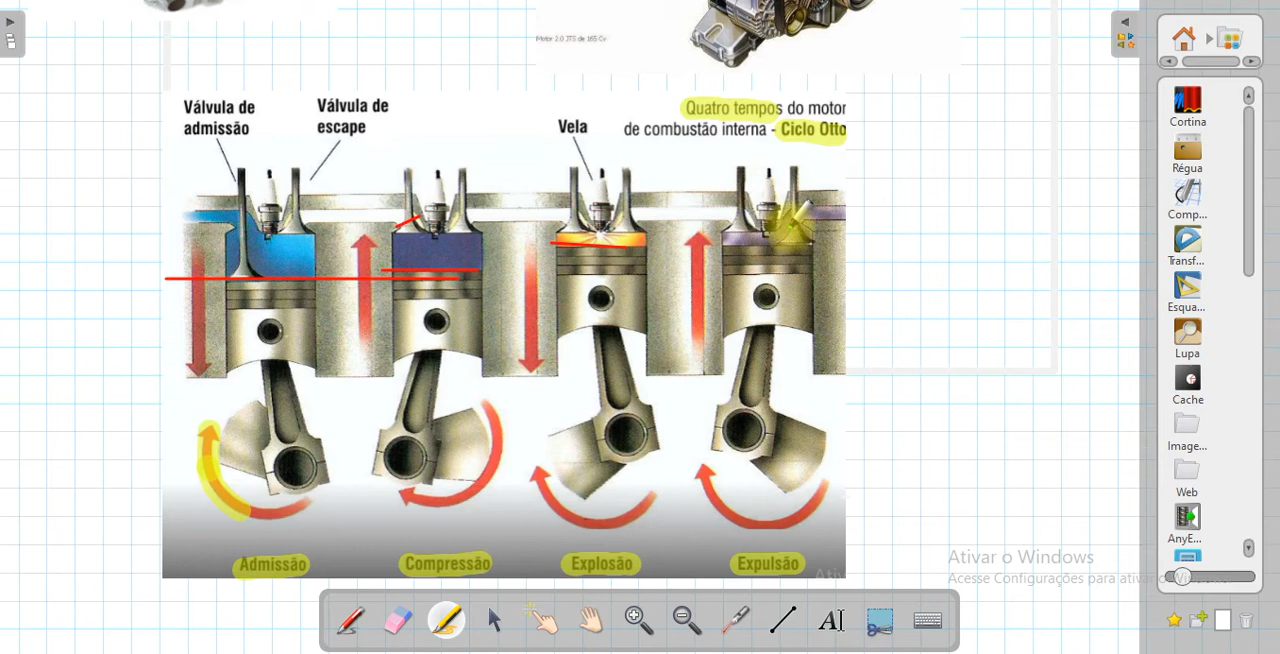 Motor 2.0 JTS de 165 Cv
Válvula de
admissão
Válvula de
escape
Vela
Quatro tempos do motor
de combustão interna - Ciclo Otto
Admissão
Compressão
Explosão
Expulsão
Ativar o Windows
Acesse Configurações para ativar o Windows.
Cortina
Régua
Comp...
Transf...
Esqua...
Lupa
Cache
Image...
Web
AnyE...